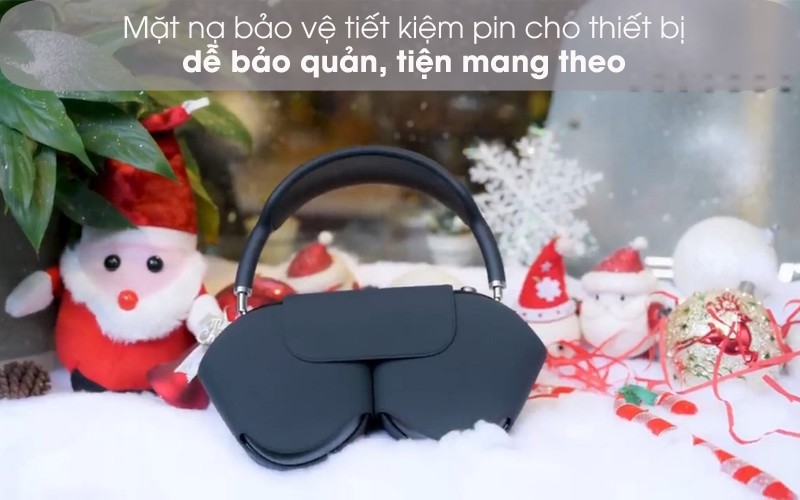 Mặt nạ bảo vệ tiết kiệm pin cho thiết bị
dễ bảo quản, tiện mang theo